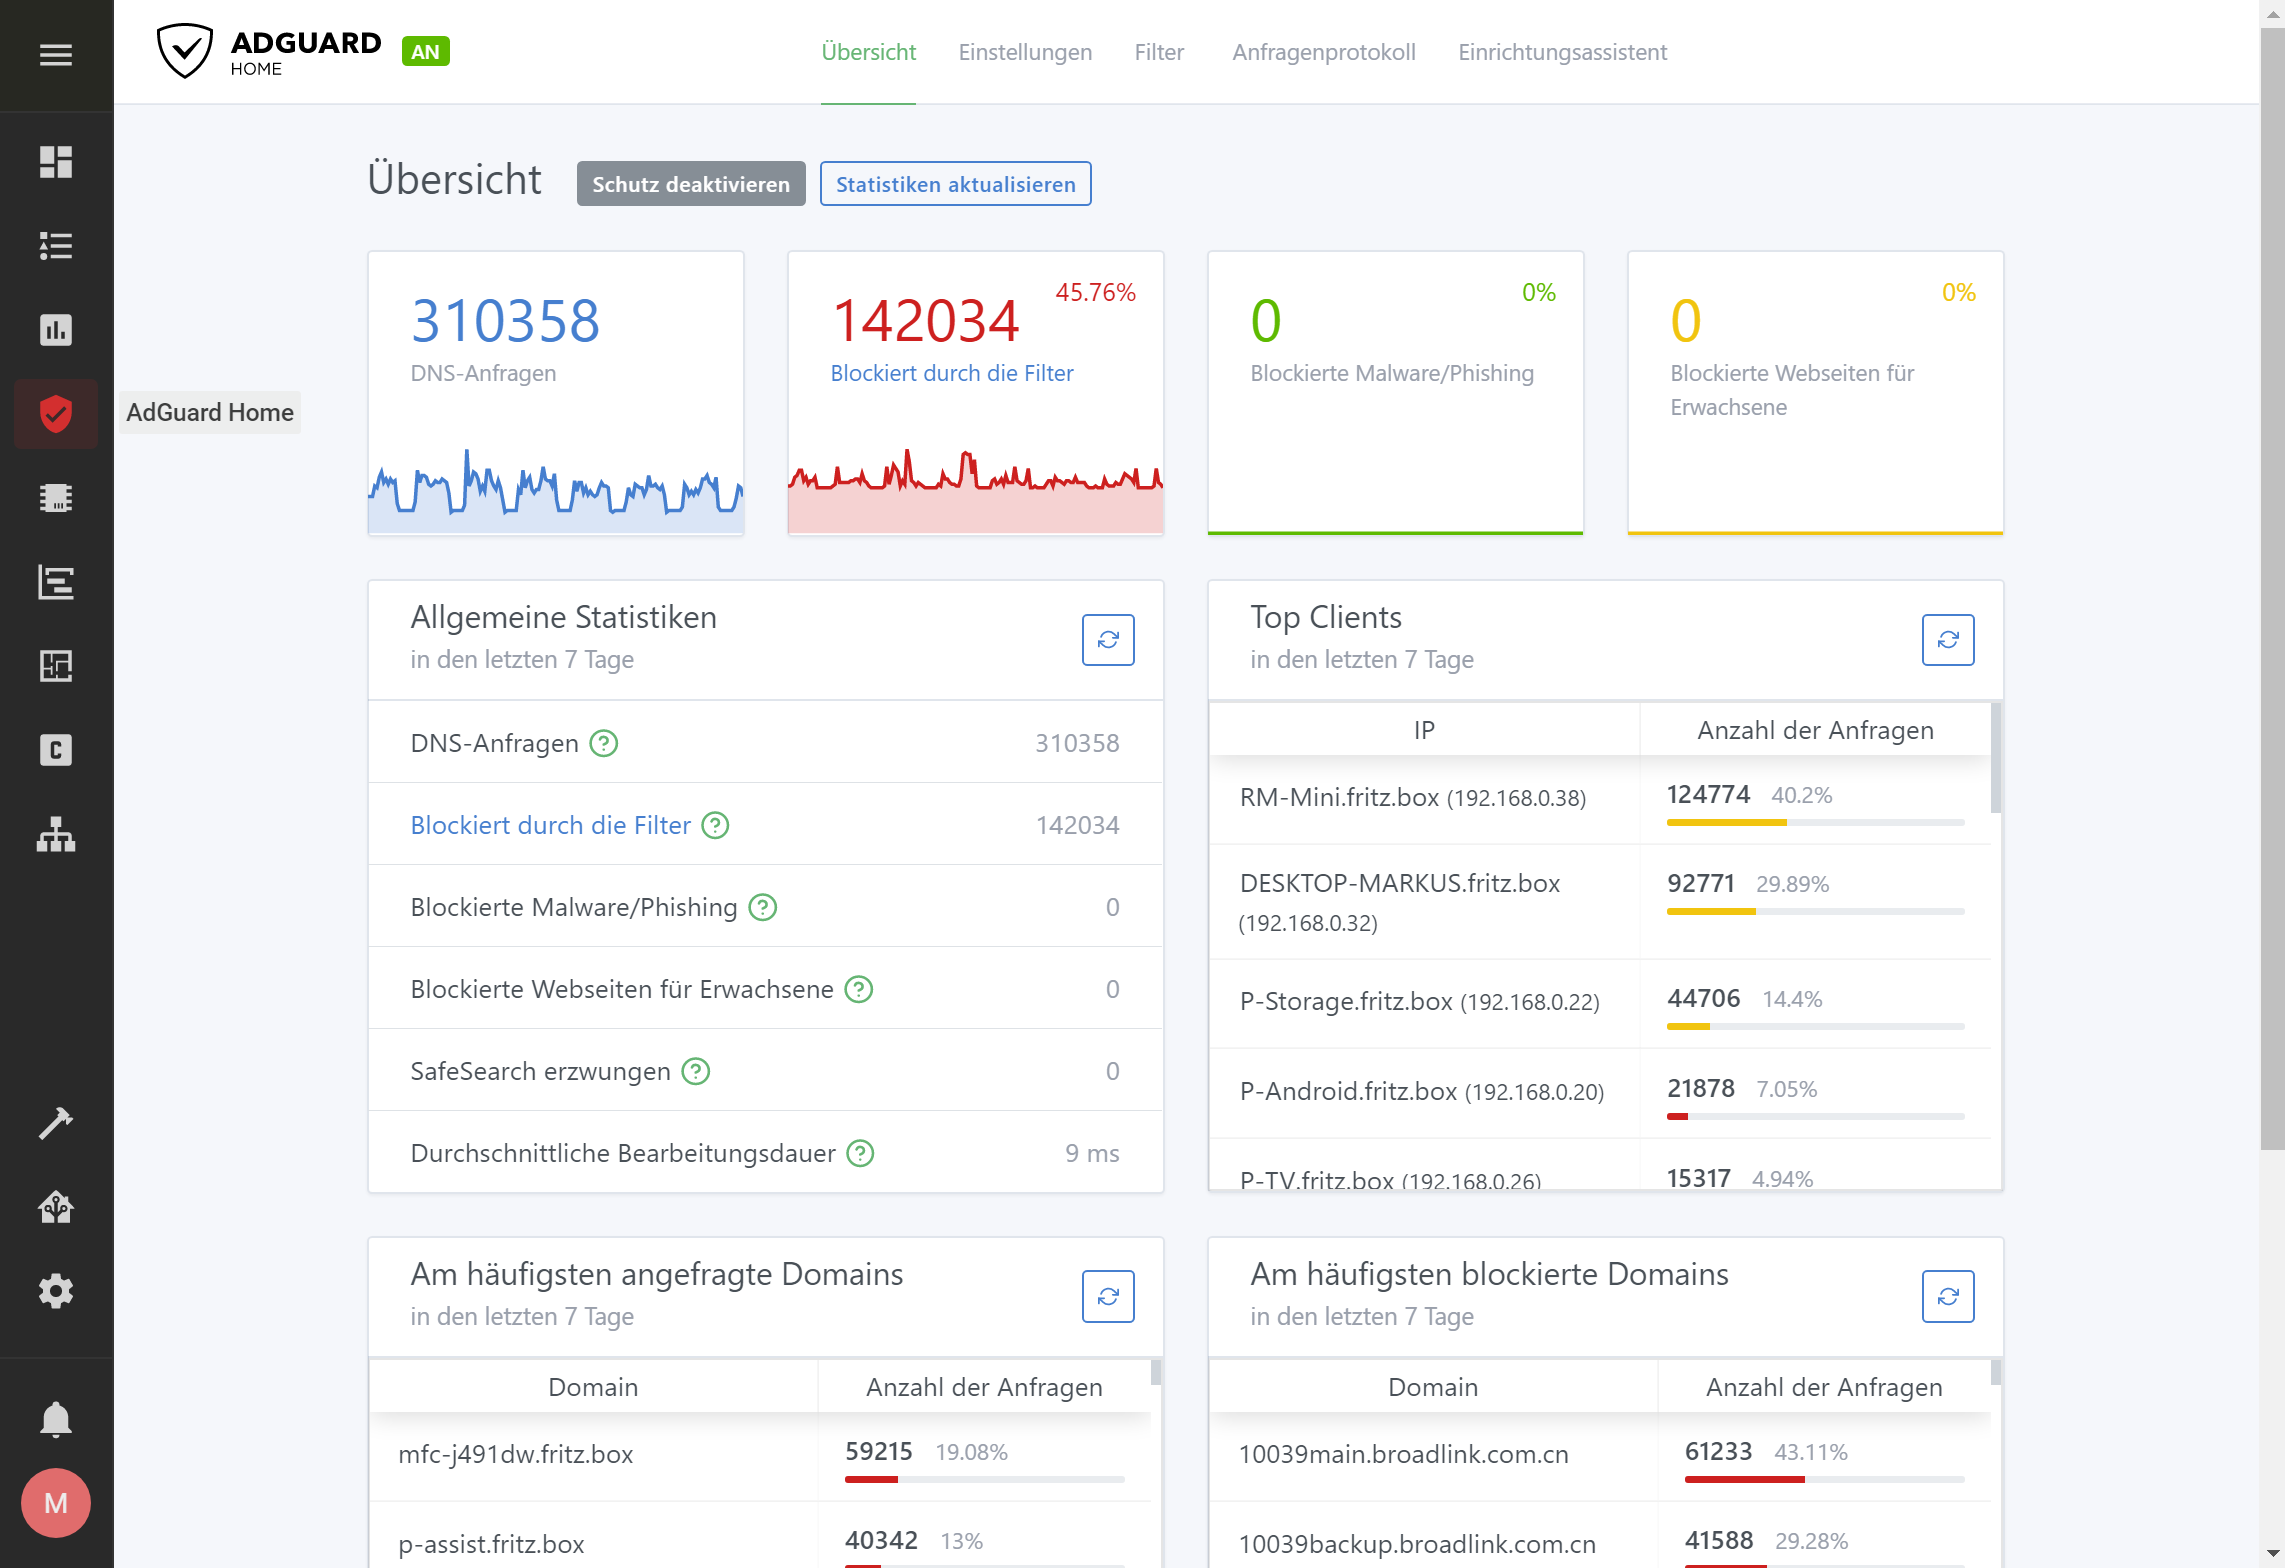 ADGUARD
HOME
AN
Übersicht
Einstellungen
Filter
Anfragenprotokoll
Einrichtungsassistent
AdGuard Home
C
M
Übersicht
Schutz deaktivieren
Statistiken aktualisieren
310358
DNS-Anfragen
45.76%
142034
Blockiert durch die Filter
0%
0
Blockierte Malware/Phishing
0%
0
Blockierte Webseiten für
Erwachsene
Allgemeine Statistiken
in den letzten 7 Tage
DNS-Anfragen ? 310358
Blockiert durch die Filter ? 142034
Blockierte Malware/Phishing ? 0
Blockierte Webseiten für Erwachsene ? 0
SafeSearch erzwungen ? 0
Durchschnittliche Bearbeitungsdauer ? 9 ms
Top Clients
in den letzten 7 Tage
IP Anzahl der Anfragen
RM-Mini.fritz.box (192.168.0.38) 124774 40.2%
DESKTOP-MARKUS.fritz.box
(192.168.0.32) 92771 29.89%
P-Storage.fritz.box (192.168.0.22) 44706 14.4%
P-Android.fritz.box (192.168.0.20) 21878 7.05%
P-TV.fritz.box (192.168.0.26) 15317 4.94%
Am häufigsten angefragte Domains
in den letzten 7 Tage
Domain Anzahl der Anfragen
mfc-j491dw.fritz.box 59215 19.08%
p-assist.fritz.box 40342 13%
Am häufigsten blockierte Domains
in den letzten 7 Tage
Domain Anzahl der Anfragen
10039main.broadlink.com.cn 61233 43.11%
10039backup.broadlink.com.cn 41588 29.28%